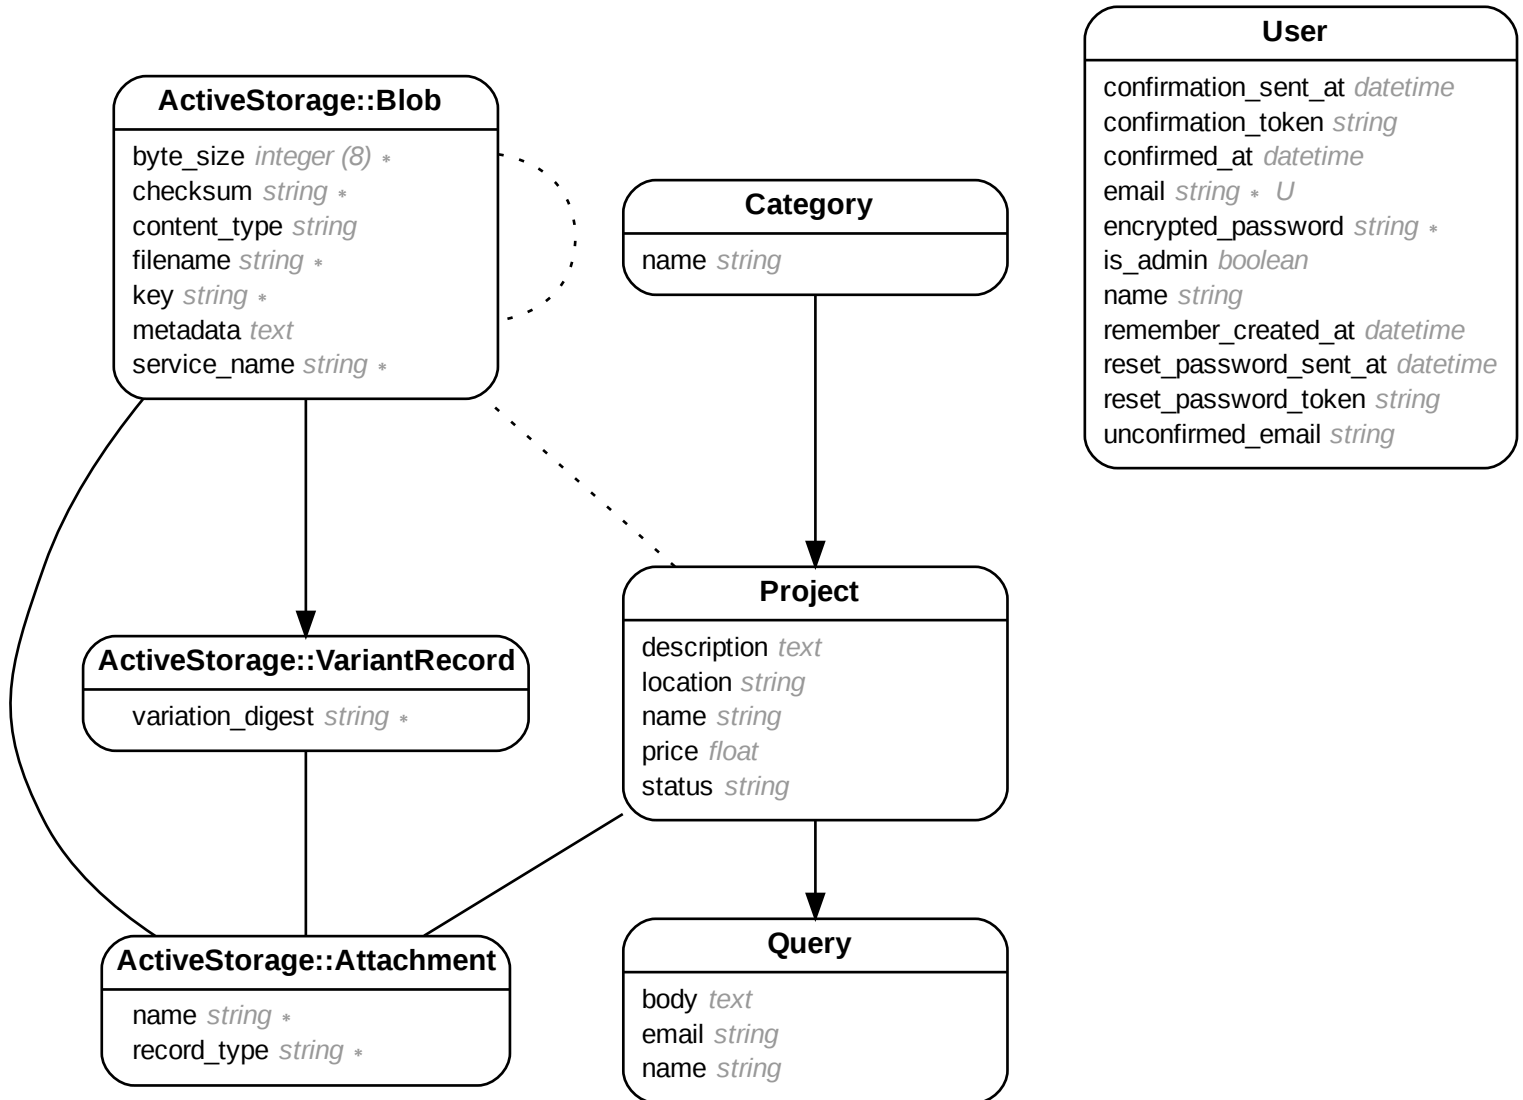 ActiveStorage::Blob
byte_size integer (8) *
checksum string *
content_type string
filename string *
key string *
metadata text
service_name string *
Category
name string
User
confirmation_sent_at datetime
confirmation_token string
confirmed_at datetime
email string * U
encrypted_password string *
is_admin boolean
name string
remember_created_at datetime
reset_password_sent_at datetime
reset_password_token string
unconfirmed_email string
ActiveStorage::VariantRecord
variation_digest string *
Project
description text
location string
name string
price float
status string
ActiveStorage::Attachment
name string *
record_type string *
Query
body text
email string
name string